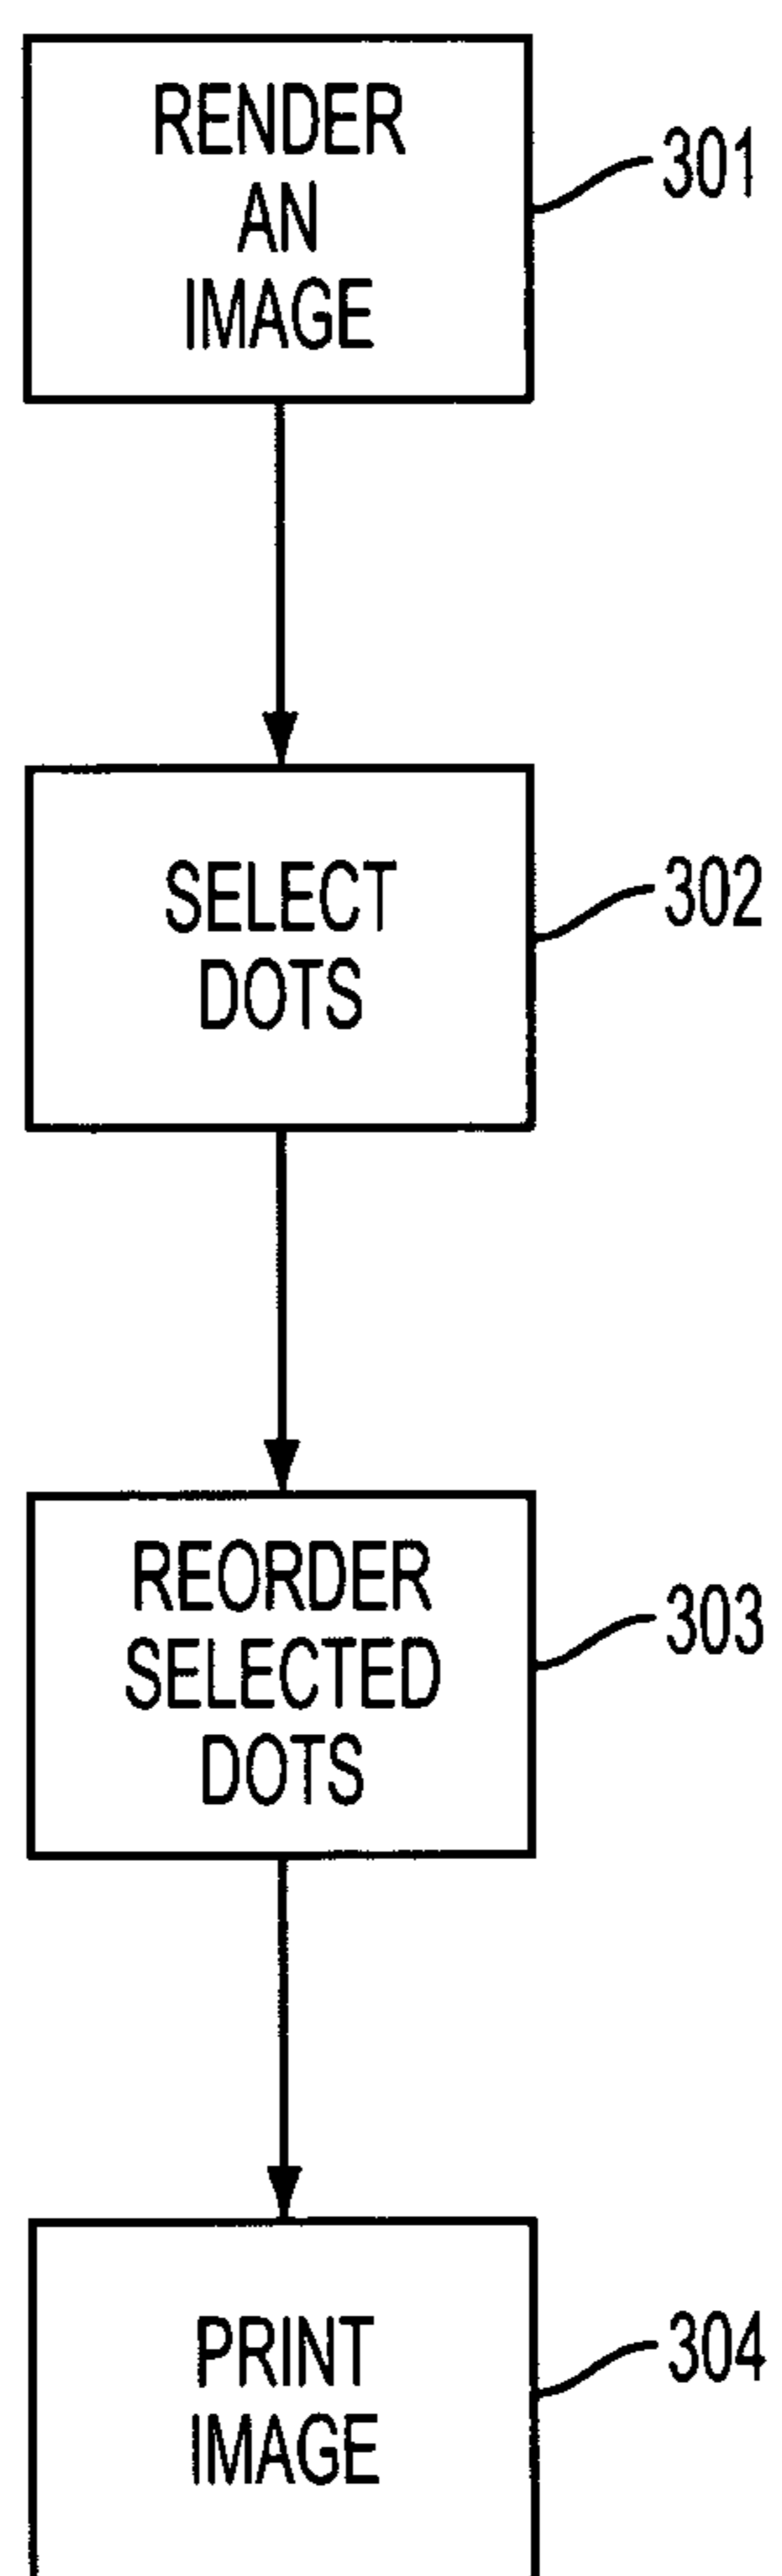 RENDER
AN
IMAGE
301
SELECT
DOTS
302
REORDER
SELECTED
DOTS
303
PRINT
IMAGE
304